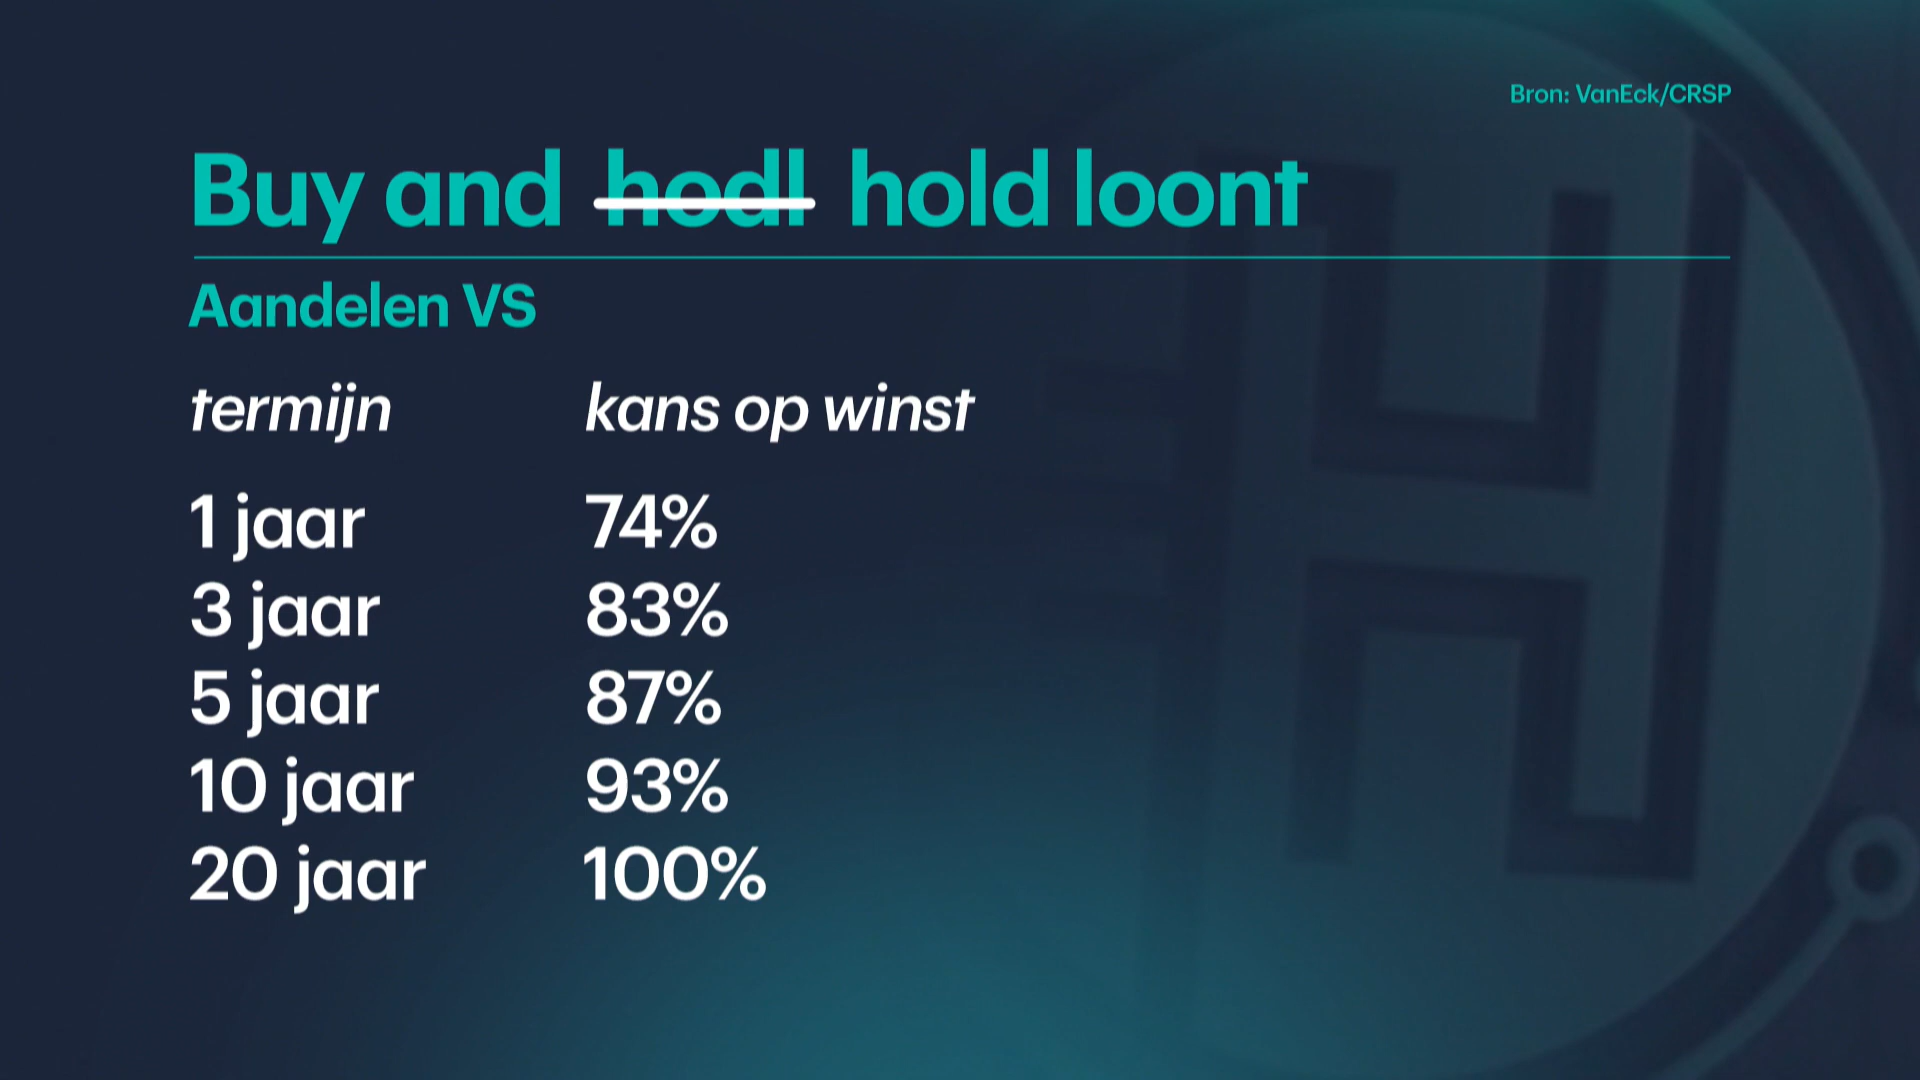 Bron: VanEck/CRSP
Buy and hodl hold loont
Aandelen VS
termijn kans op winst
1 jaar 74%
3 jaar 83%
5 jaar 87%
10 jaar 93%
20 jaar 100%